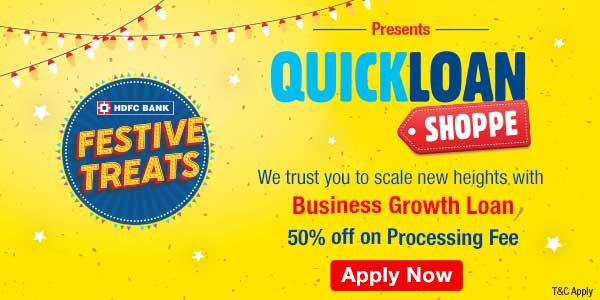 HDFC BANK
FESTIVE
TREATS
Presents
QUICKLOAN
SHOPPE
We trust you to scale new heights with
Business Growth Loan
50% off on Processing Fee
Apply Now
T&C Apply